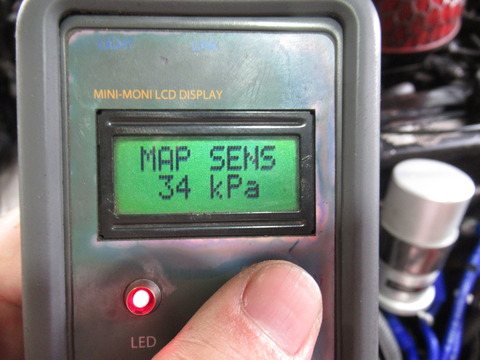 MINI-MONI LCD DISPLAY
MAP SENS
34 kPa
LED